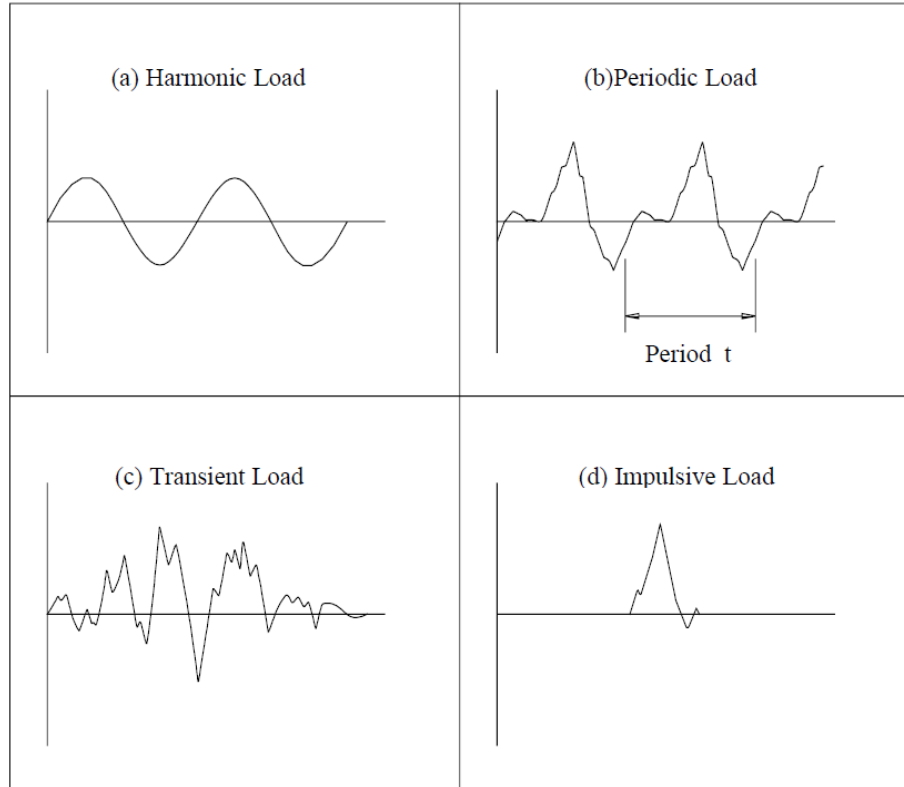 (a) Harmonic Load
(b)Periodic Load
Period t
(c) Transient Load
(d) Impulsive Load